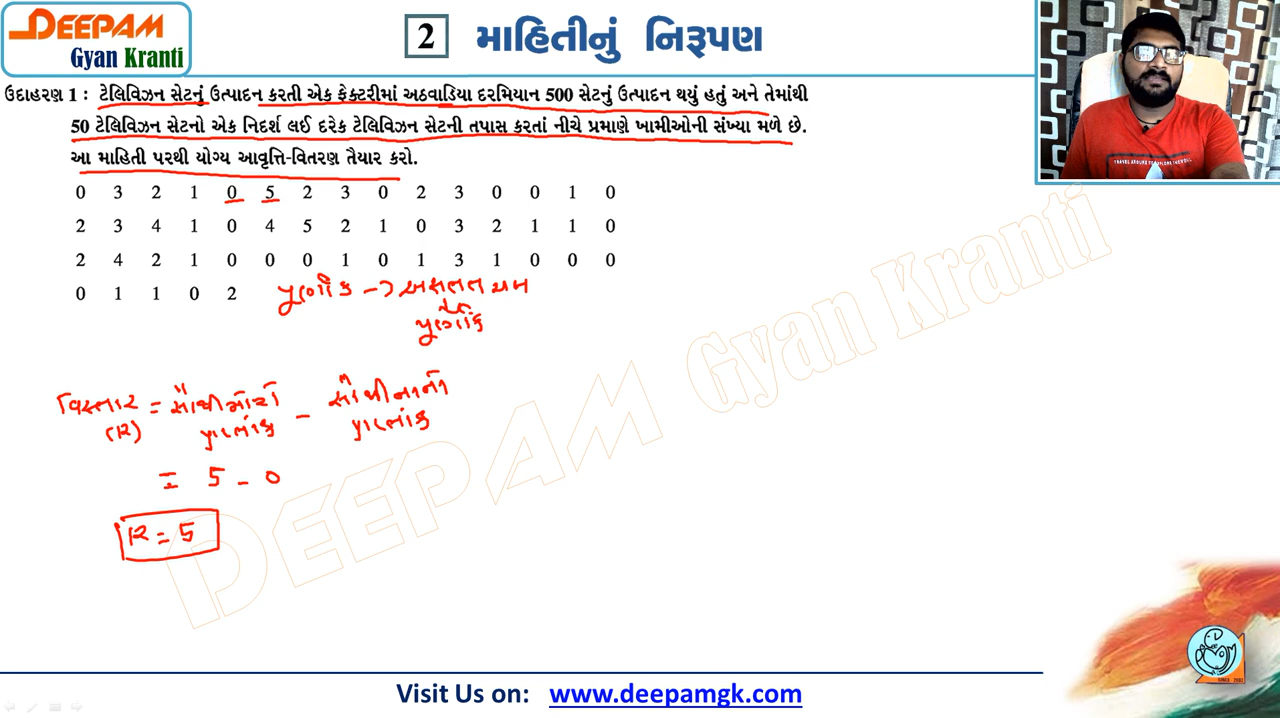 DEEPAM
Gyan Kranti
2 માહિતીનું નિરૂપણ
ઉદાહરણ 1 : ટેલિવિઝન સેટનું ઉત્પાદન કરતી એક ફેક્ટરીમાં અઠવાડિયા દરમિયાન 500 સેટનું ઉત્પાદન થયું હતું અને તેમાંથી
50 ટેલિવિઝન સેટનો એક નિદર્શ લઈ દરેક ટેલિવિઝન સેટની તપાસ કરતાં નીચે પ્રમાણે ખામીઓની સંખ્યા મળે છે.
આ માહિતી પરથી યોગ્ય આવૃત્તિ-વિતરણ તૈયાર કરો.
0 3 2 1 0 5 2 3 0 2 3 0 0 1 0
2 3 4 1 0 4 5 2 1 0 3 2 1 1 0
2 4 2 1 0 0 0 1 0 1 3 1 0 0 0
0 1 1 0 2
પૂર્ણાંક → અસતત ચલ
પૂર્ણાંક
વિસ્તાર = સૌથી મોટો – સૌથી નાનો
(R) પ્રાપ્તાંક પ્રાપ્તાંક
= 5 - 0
R = 5
DEEPAM Gyan Kranti
Visit Us on: www.deepamgk.com